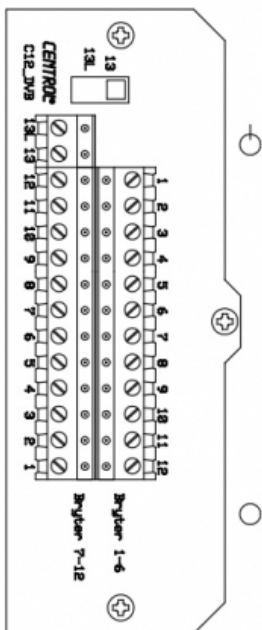 13L 13
CENTROL®
C12_DVB
13L
13
12 1
11 2
10 3
9 4
8 5
7 6
6 7
5 8
4 9
3 10
2 11
1 12
Bryter 7-12
Bryter 1-6